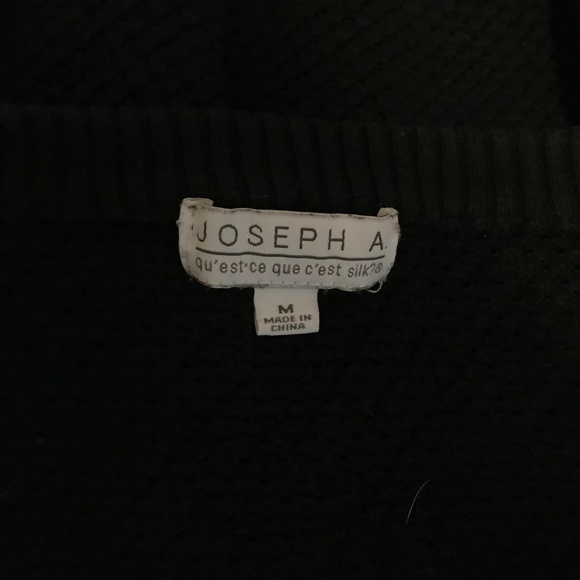 JOSEPH A.
qu'est·ce que c'est silk?®
M
MADE IN
CHINA